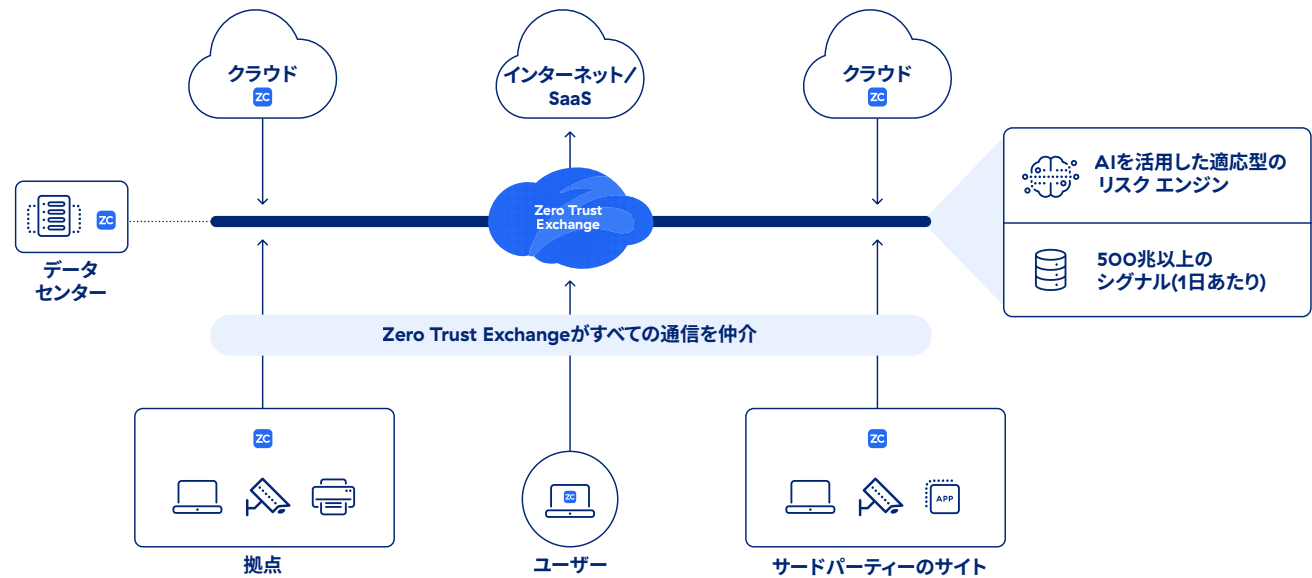 クラウド
ZC
インターネット/
SaaS
クラウド
ZC
AIを活用した適応型の
リスク エンジン
500兆以上の
シグナル(1日あたり)
ZC
データ
センター
Zero Trust
Exchange
Zero Trust Exchangeがすべての通信を仲介
ZC
拠点
ZC
ユーザー
ZC
APP
サードパーティーのサイト